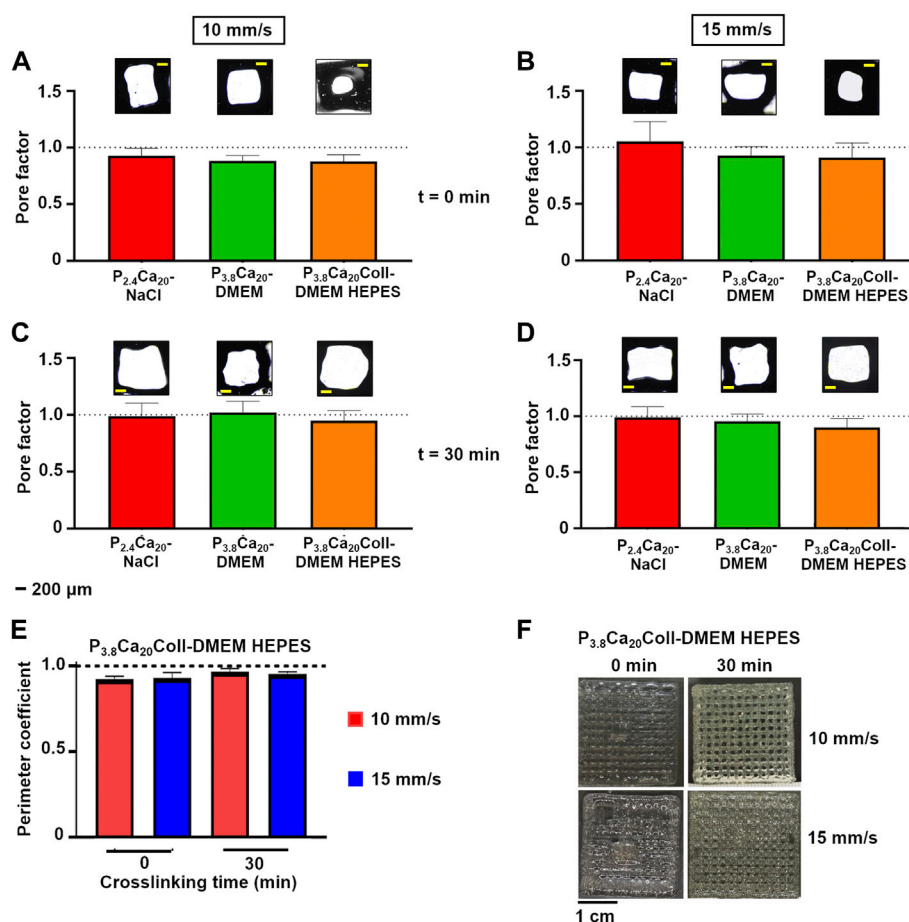 10 mm/s
15 mm/s
A
B
Pore factor
1.5
1.0
0.5
0
P2.4Ca20-
NaCl
P3.8Ca20-
DMEM
P3.8Ca20Coll-
DMEM HEPES
t = 0 min
Pore factor
1.5
1.0
0.5
0
P2.4Ca20-
NaCl
P3.8Ca20-
DMEM
P3.8Ca20Coll-
DMEM HEPES
C
D
Pore factor
1.5
1.0
0.5
0
P2.4Ca20-
NaCl
P3.8Ca20-
DMEM
P3.8Ca20Coll-
DMEM HEPES
t = 30 min
Pore factor
1.5
1.0
0.5
0
P2.4Ca20-
NaCl
P3.8Ca20-
DMEM
P3.8Ca20Coll-
DMEM HEPES
200 µm
E
P3.8Ca20Coll-DMEM HEPES
Perimeter coefficient
1.0
0.5
0
0
30
Crosslinking time (min)
10 mm/s
15 mm/s
F
P3.8Ca20Coll-DMEM HEPES
0 min
30 min
10 mm/s
15 mm/s
1 cm